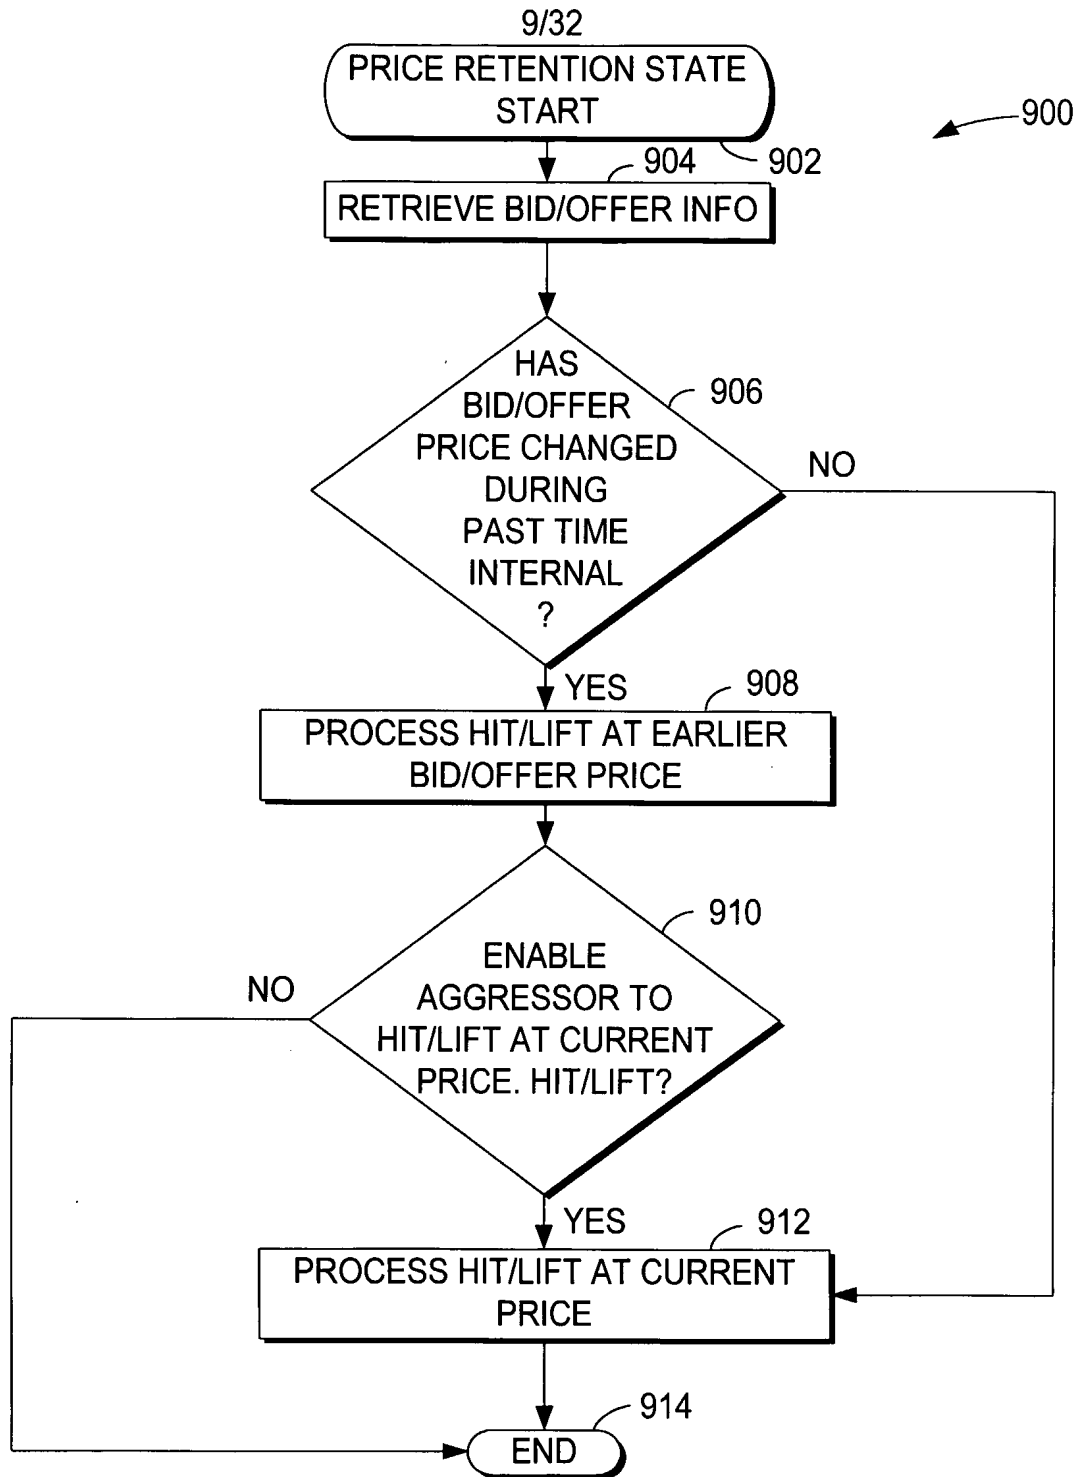 9/32
PRICE RETENTION STATE
START
900
902
904
RETRIEVE BID/OFFER INFO
HAS
BID/OFFER
PRICE CHANGED
DURING
PAST TIME
INTERNAL
?
906
NO
YES
908
PROCESS HIT/LIFT AT EARLIER
BID/OFFER PRICE
910
ENABLE
AGGRESSOR TO
HIT/LIFT AT CURRENT
PRICE. HIT/LIFT?
NO
YES
912
PROCESS HIT/LIFT AT CURRENT
PRICE
914
END